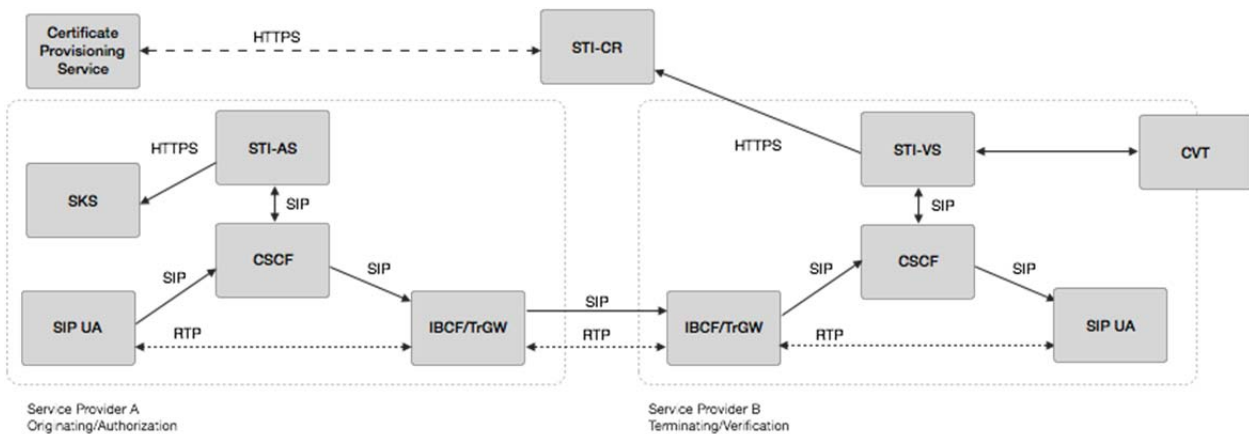 Certificate
Provisioning
Service
HTTPS
STI-CR
HTTPS
STI-AS
HTTPS
STI-VS
CVT
SKS
SIP
SIP
CSCF
CSCF
SIP
SIP
SIP
SIP
SIP UA
IBCF/TrGW
SIP
IBCF/TrGW
SIP UA
RTP
RTP
RTP
Service Provider A
Originating/Authorization
Service Provider B
Terminating/Verification